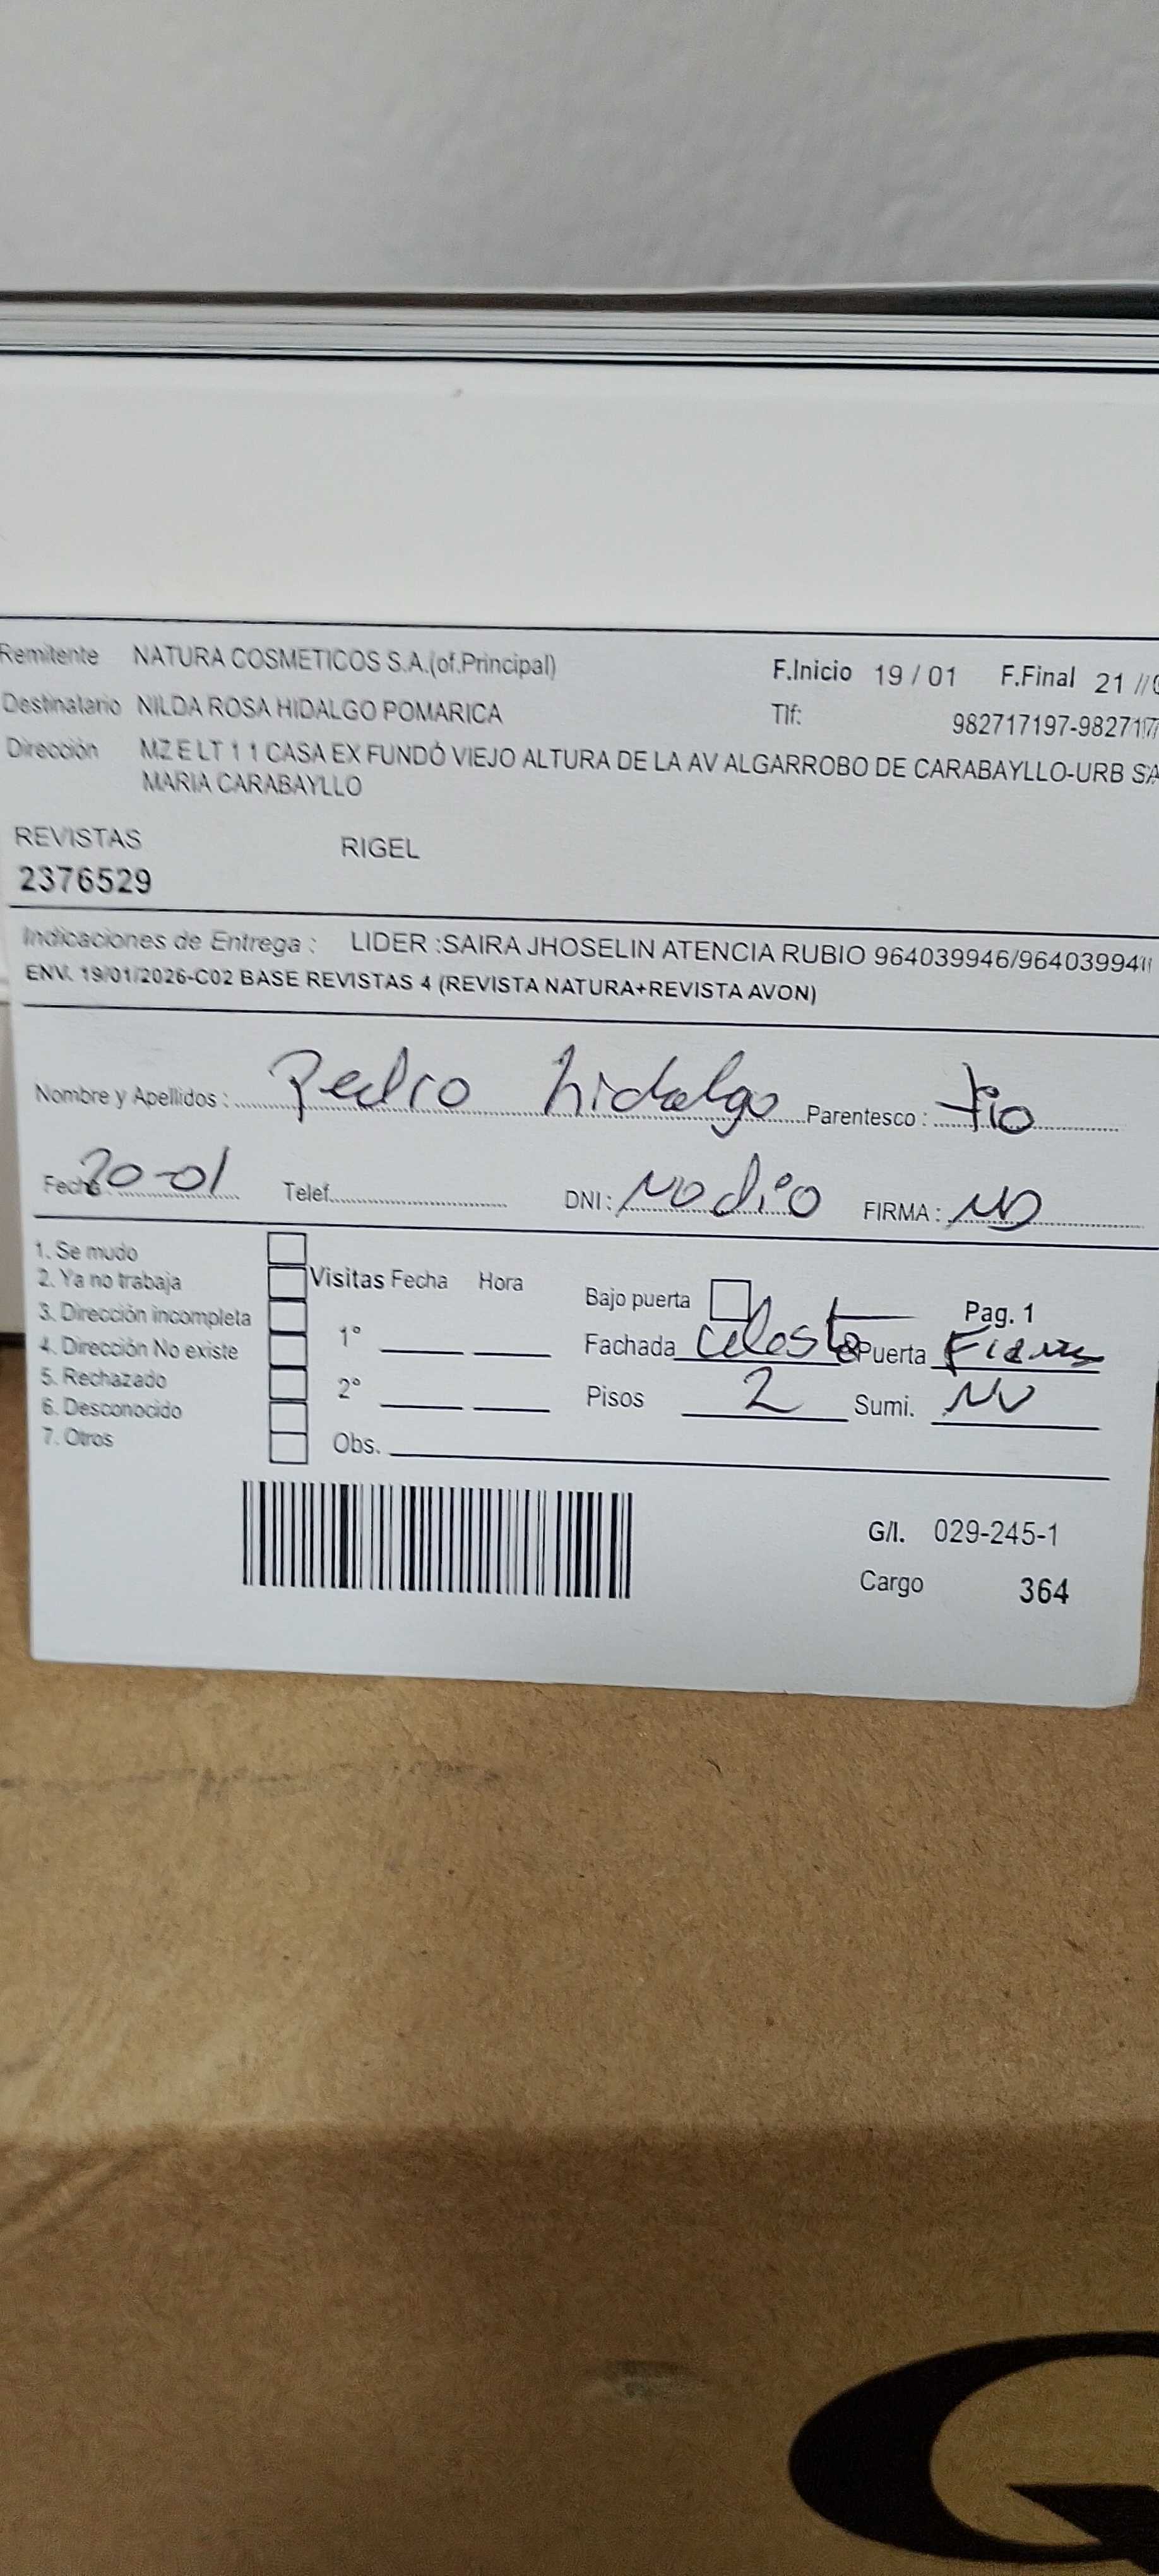 Remitente NATURA COSMETICOS S.A.(of.Principal) F.Inicio 19 / 01 F.Final 21 //
Destinatario NILDA ROSA HIDALGO POMARICA Tlf: 982717197-982717
Dirección MZ E LT 1 1 CASA EX FUNDÓ VIEJO ALTURA DE LA AV ALGARROBO DE CARABAYLLO-URB SA
MARIA CARABAYLLO
REVISTAS RIGEL
2376529
Indicaciones de Entrega : LIDER :SAIRA JHOSELIN ATENCIA RUBIO 964039946/96403994
ENV. 19/01/2026-C02 BASE REVISTAS 4 (REVISTA NATURA+REVISTA AVON)
Nombre y Apellidos : Pedro hidalgo Parentesco : tio
Fecha : 20-01 Telef. DNI : No dio FIRMA : ND
1. Se mudo
2. Ya no trabaja Visitas Fecha Hora Bajo puerta Pag. 1
3. Dirección incompleta 1° Fachada celeste Puerta
4. Dirección No existe
5. Rechazado 2° Pisos 2 Sumi.
6. Desconocido
7. Otros Obs.
G/I. 029-245-1
Cargo 364
G